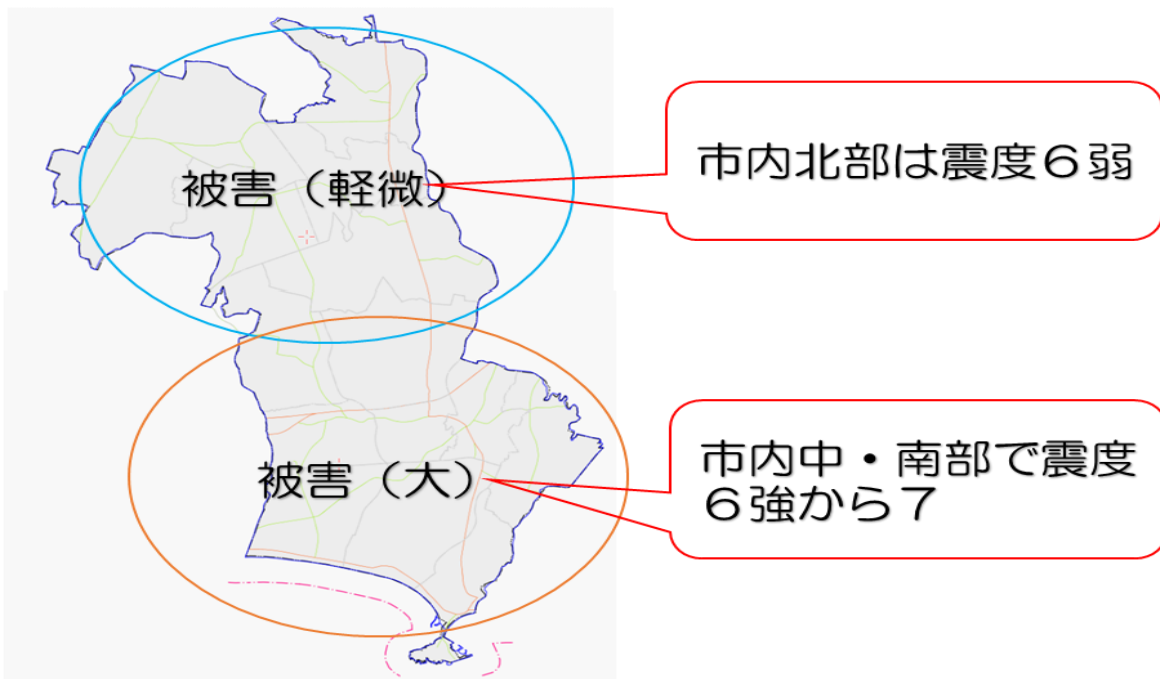 被害（軽微）
市内北部は震度６弱
被害（大）
市内中・南部で震度
６強から７